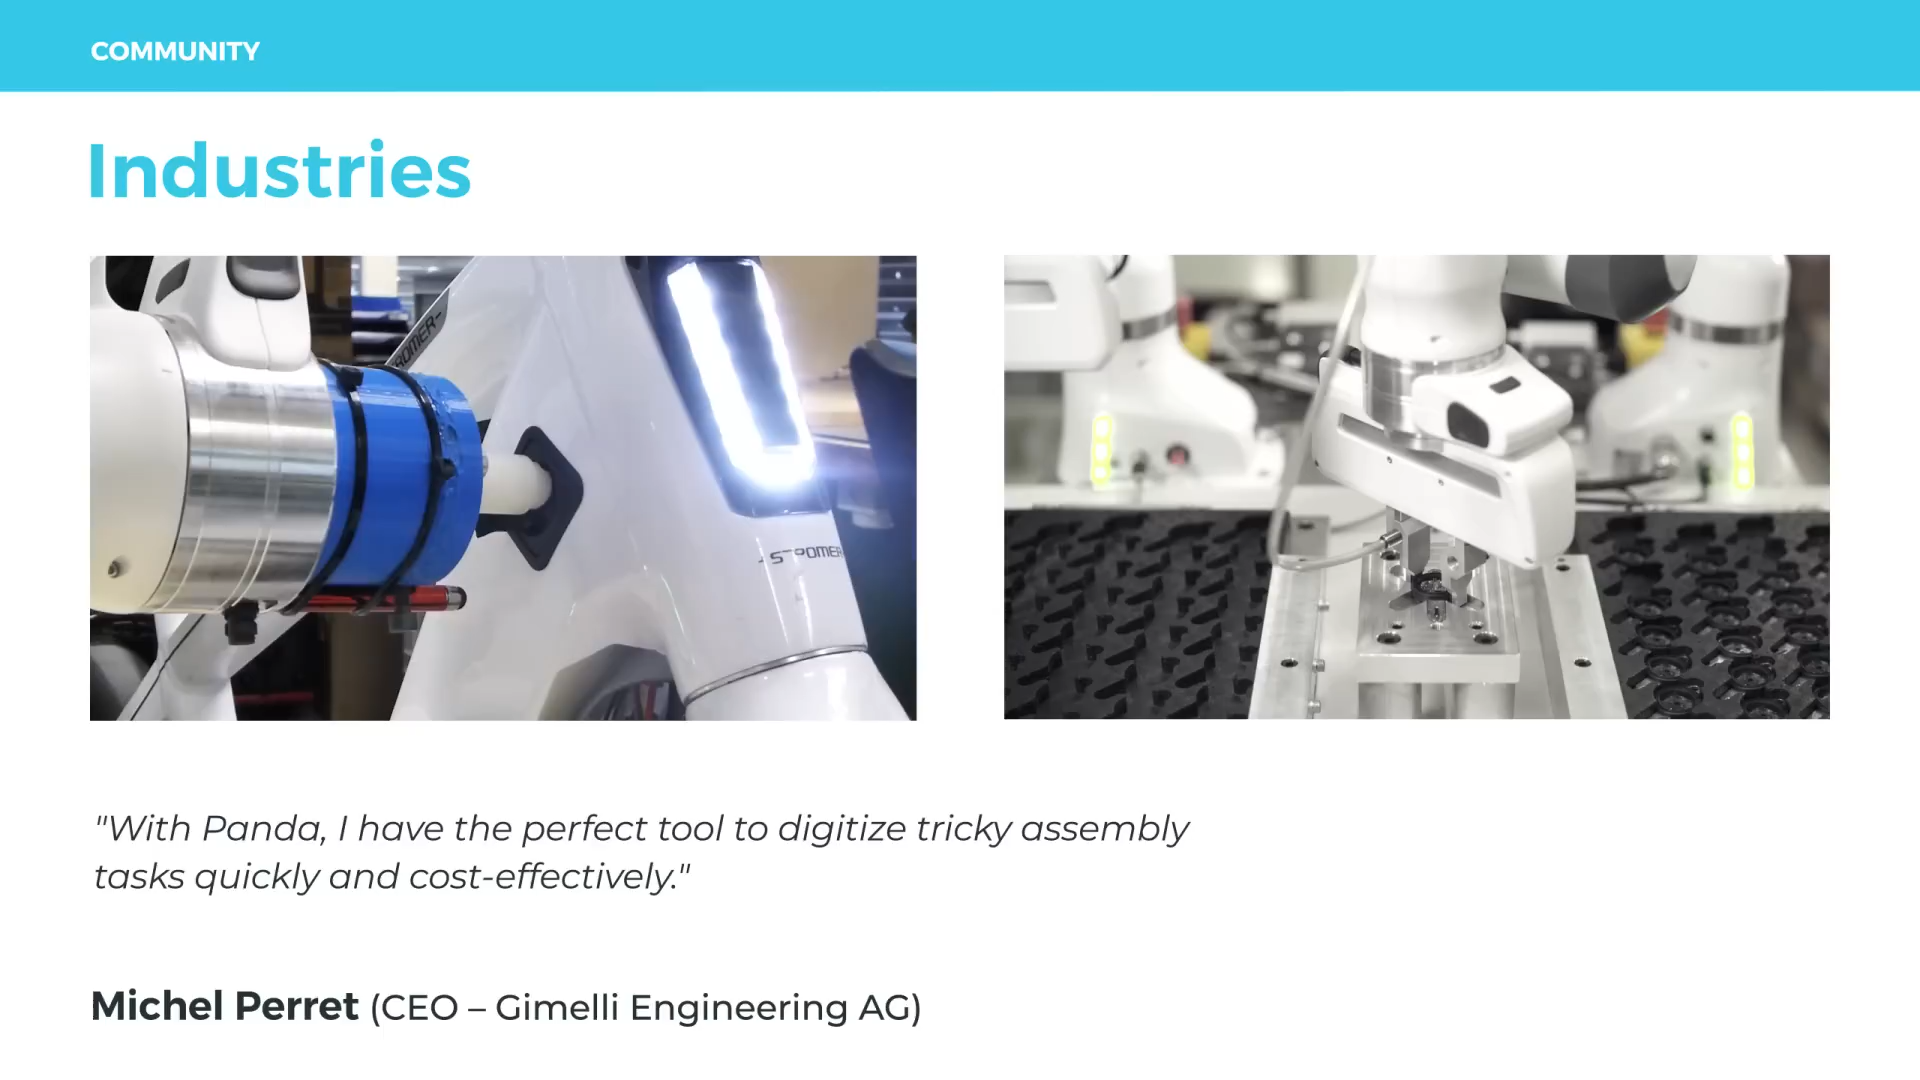 COMMUNITY
Industries
STROMER
"With Panda, I have the perfect tool to digitize tricky assembly
tasks quickly and cost-effectively."
Michel Perret (CEO – Gimelli Engineering AG)